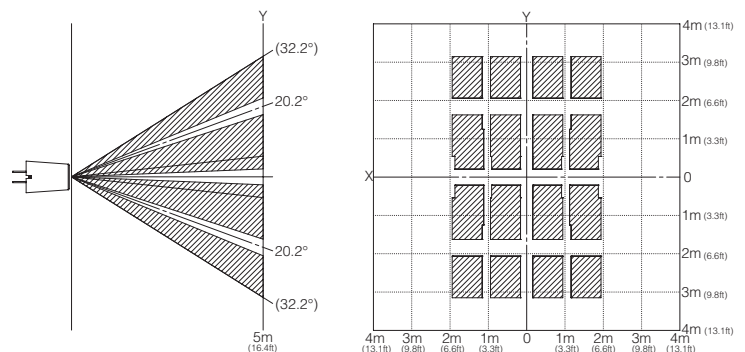 Y
(32.2°)
20.2°
20.2°
(32.2°)
5m
(16.4ft)
Y
4m (13.1ft)
3m (9.8ft)
2m (6.6ft)
1m (3.3ft)
X
0
1m (3.3ft)
2m (6.6ft)
3m (9.8ft)
4m (13.1ft)
4m 3m 2m 1m 0 1m 2m 3m 4m
(13.1ft) (9.8ft) (6.6ft) (3.3ft) (3.3ft) (6.6ft) (9.8ft) (13.1ft)